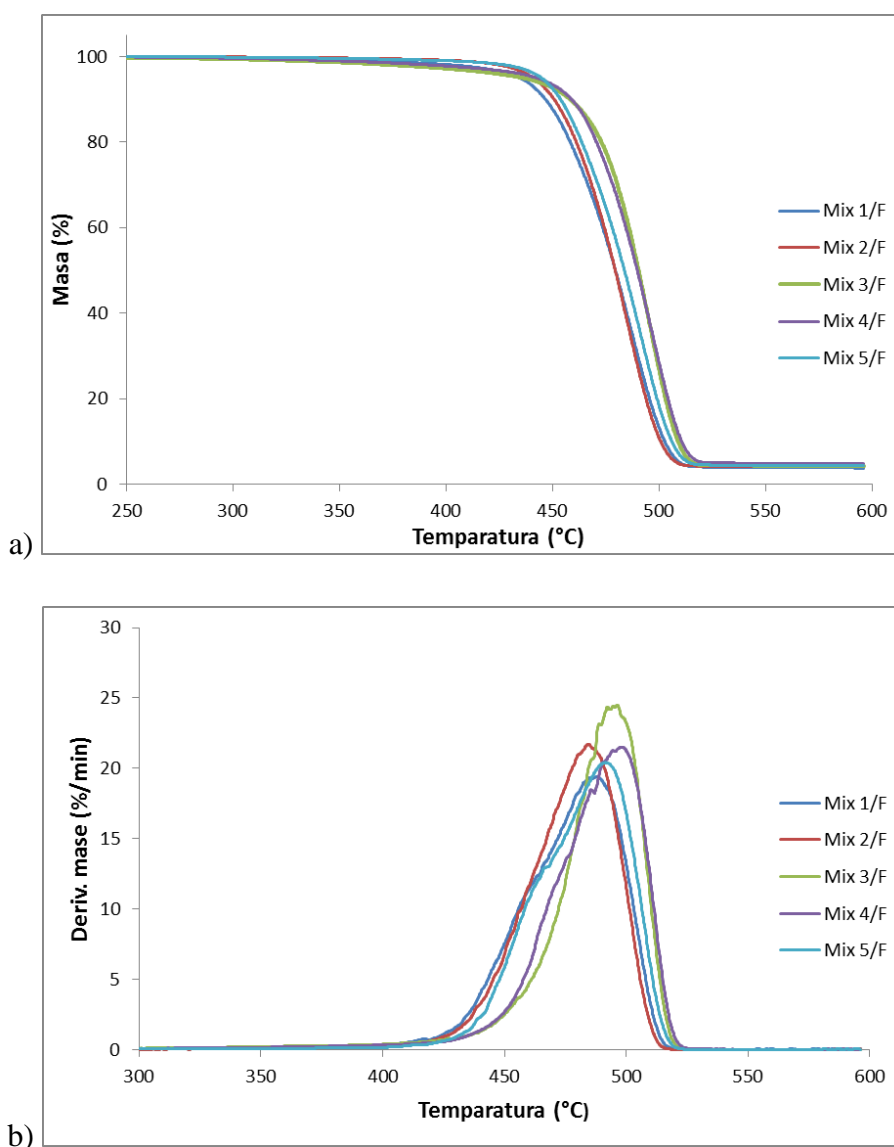 100
80
60
40
20
0
Masa (%)
250 300 350 400 450 500 550 600
Temparatura (°C)
Mix 1/F
Mix 2/F
Mix 3/F
Mix 4/F
Mix 5/F
a)
30
25
20
15
10
5
0
Deriv. mase (%/min)
300 350 400 450 500 550 600
Temparatura (°C)
Mix 1/F
Mix 2/F
Mix 3/F
Mix 4/F
Mix 5/F
b)